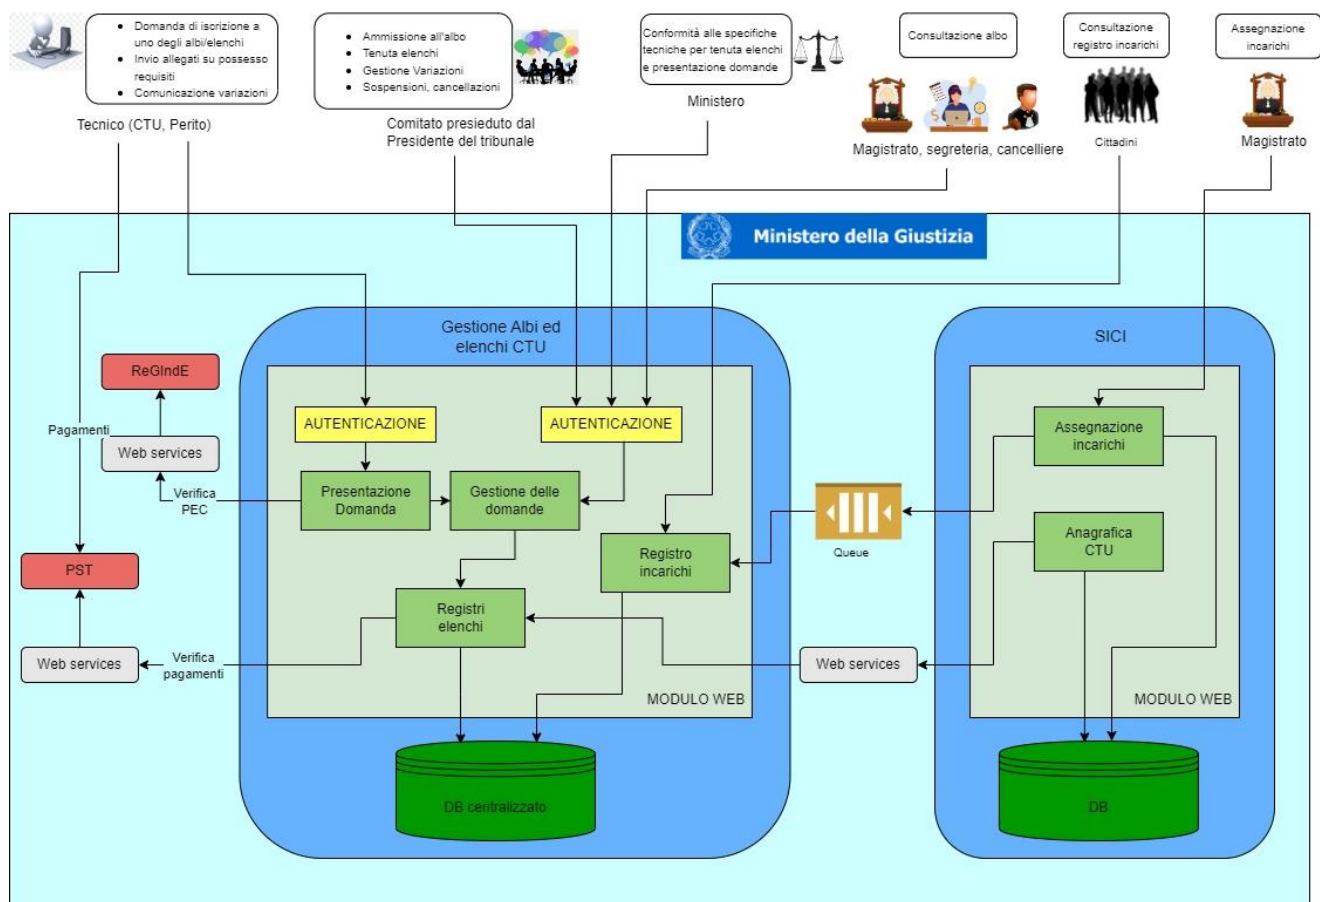 Domanda di iscrizione a
uno degli albi/elenchi
Invio allegati su possesso
requisiti
Comunicazione variazioni
Tecnico (CTU, Perito)
Ammissione all'albo
Tenuta elenchi
Gestione Variazioni
Sospensioni, cancellazioni
Comitato presieduto dal
Presidente del tribunale
Conformità alle specifiche
tecniche per tenuta elenchi
e presentazione domande
Ministero
Consultazione albo
Magistrato, segreteria, cancelliere
Consultazione
registro incarichi
Cittadini
Assegnazione
incarichi
Magistrato
Ministero della Giustizia
Gestione Albi ed
elenchi CTU
SICI
ReGIndE
Pagamenti
Web services
AUTENTICAZIONE
AUTENTICAZIONE
Assegnazione
incarichi
Verifica
PEC
Presentazione
Domanda
Gestione delle
domande
Queue
Anagrafica
CTU
Registro
incarichi
PST
Registri
elenchi
Web services
Verifica
pagamenti
Web services
MODULO WEB
MODULO WEB
DB centralizzato
DB